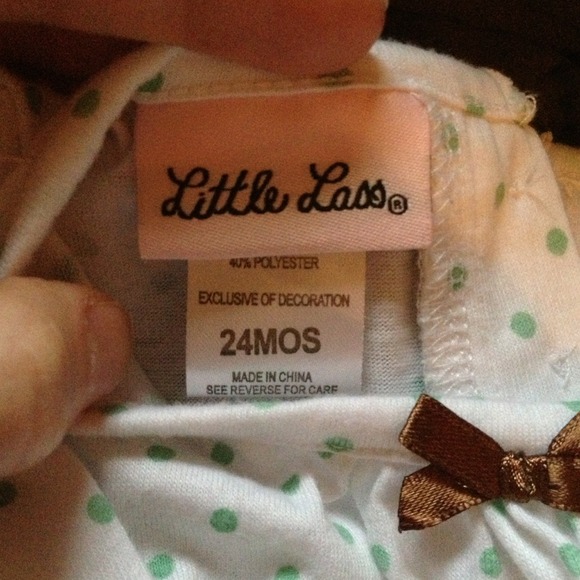 Little Lass®
40% POLYESTER
EXCLUSIVE OF DECORATION
24MOS
MADE IN CHINA
SEE REVERSE FOR CARE